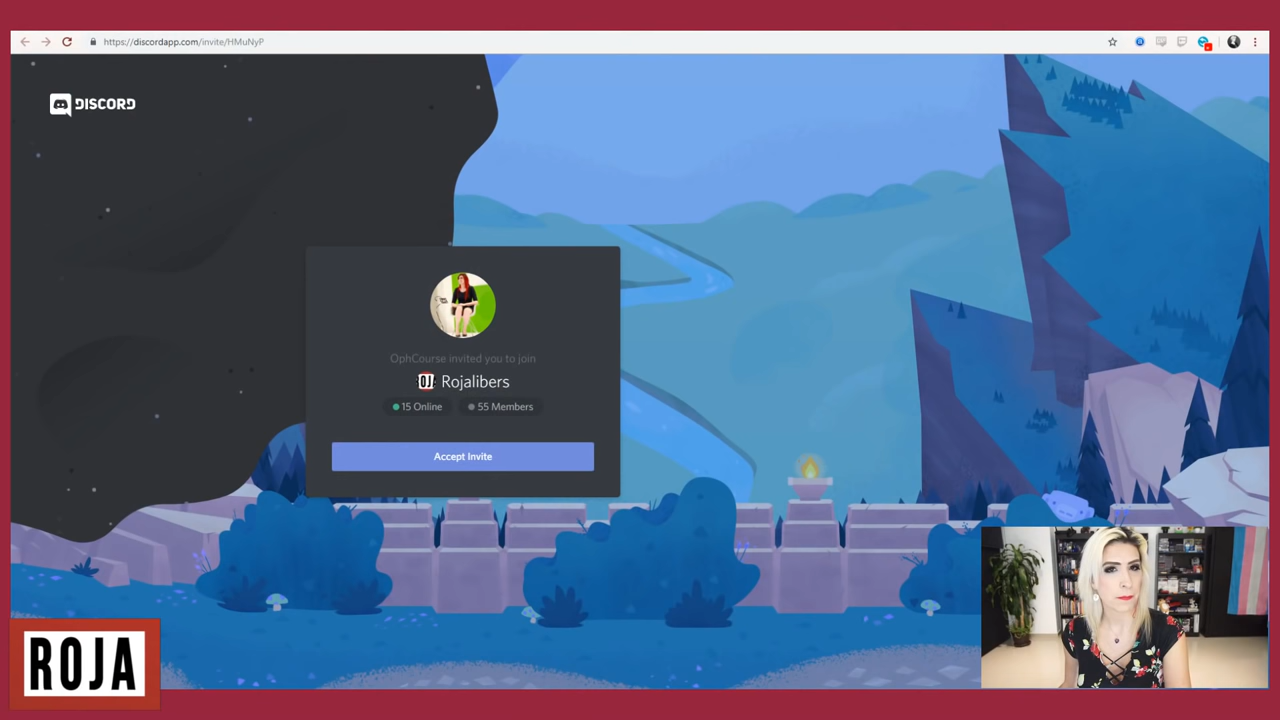 https://discordapp.com/invite/HMuNyP
DISCORD
OphCourse invited you to join
OJ Rojalibers
15 Online 55 Members
Accept Invite
ROJA